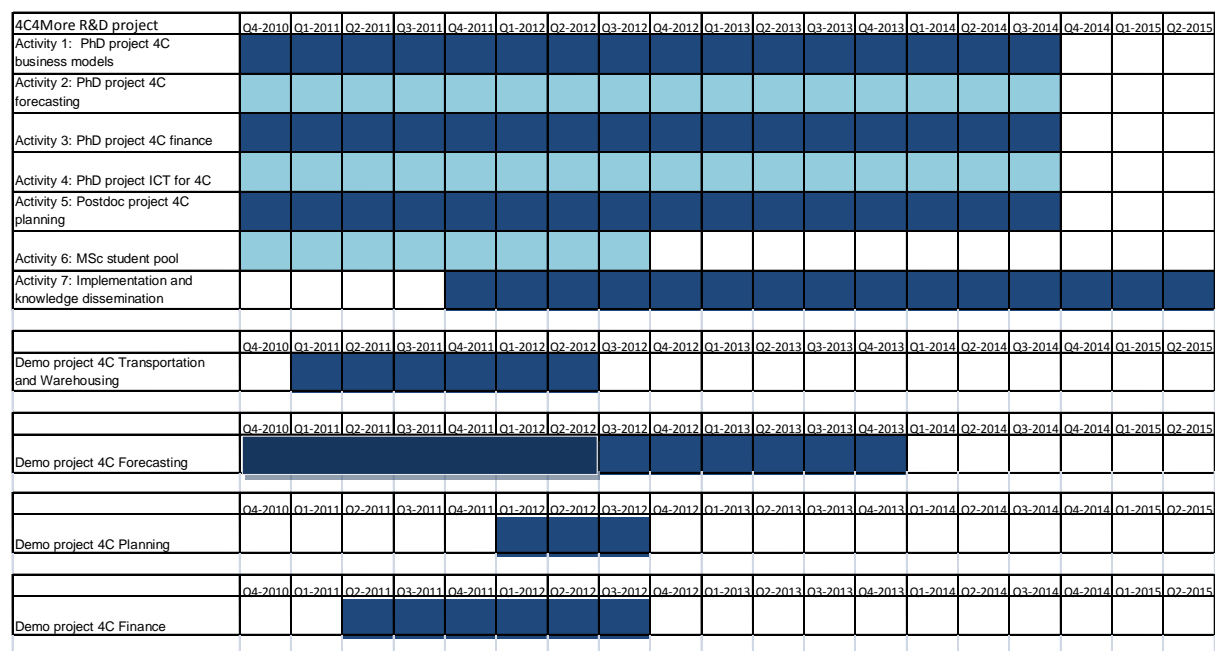 4C4More R&D project Q4-2010 Q1-2011 Q2-2011 Q3-2011 Q4-2011 Q1-2012 Q2-2012 Q3-2012 Q4-2012 Q1-2013 Q2-2013 Q3-2013 Q4-2013 Q1-2014 Q2-2014 Q3-2014 Q4-2014 Q1-2015 Q2-2015
Activity 1: PhD project 4C
business models
Activity 2: PhD project 4C
forecasting
Activity 3: PhD project 4C finance
Activity 4: PhD project ICT for 4C
Activity 5: Postdoc project 4C
planning
Activity 6: MSc student pool
Activity 7: Implementation and
knowledge dissemination
Q4-2010 Q1-2011 Q2-2011 Q3-2011 Q4-2011 Q1-2012 Q2-2012 Q3-2012 Q4-2012 Q1-2013 Q2-2013 Q3-2013 Q4-2013 Q1-2014 Q2-2014 Q3-2014 Q4-2014 Q1-2015 Q2-2015
Demo project 4C Transportation
and Warehousing
Q4-2010 Q1-2011 Q2-2011 Q3-2011 Q4-2011 Q1-2012 Q2-2012 Q3-2012 Q4-2012 Q1-2013 Q2-2013 Q3-2013 Q4-2013 Q1-2014 Q2-2014 Q3-2014 Q4-2014 Q1-2015 Q2-2015
Demo project 4C Forecasting
Q4-2010 Q1-2011 Q2-2011 Q3-2011 Q4-2011 Q1-2012 Q2-2012 Q3-2012 Q4-2012 Q1-2013 Q2-2013 Q3-2013 Q4-2013 Q1-2014 Q2-2014 Q3-2014 Q4-2014 Q1-2015 Q2-2015
Demo project 4C Planning
Q4-2010 Q1-2011 Q2-2011 Q3-2011 Q4-2011 Q1-2012 Q2-2012 Q3-2012 Q4-2012 Q1-2013 Q2-2013 Q3-2013 Q4-2013 Q1-2014 Q2-2014 Q3-2014 Q4-2014 Q1-2015 Q2-2015
Demo project 4C Finance